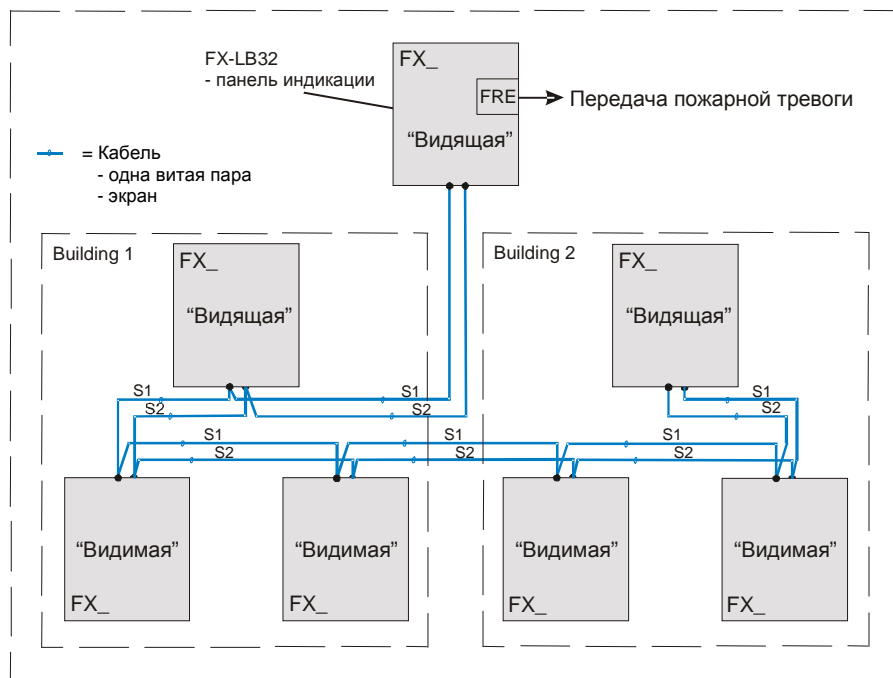 FX-LB32
- панель индикации
FX_
FRE
Передача пожарной тревоги
“Видящая”
= Кабель
- одна витая пара
- экран
Building 1
FX_
“Видящая”
Building 2
FX_
“Видящая”
S1
S1
S2
S2
S1
S2
S1
S1
S1
S2
S2
S2
“Видимая”
FX_
“Видимая”
FX_
“Видимая”
FX_
“Видимая”
FX_